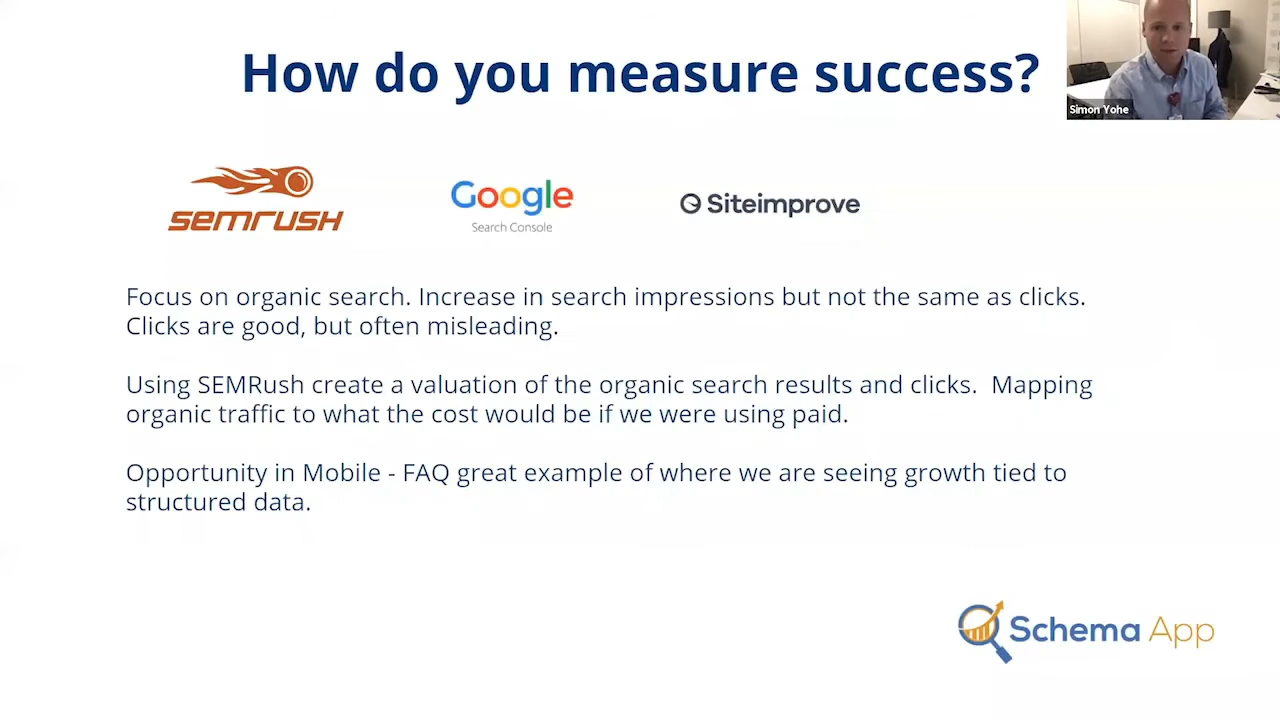 How do you measure success?
Simon Yohe
SEMRUSH
Google
Search Console
Siteimprove
Focus on organic search. Increase in search impressions but not the same as clicks.
Clicks are good, but often misleading.
Using SEMRush create a valuation of the organic search results and clicks.  Mapping
organic traffic to what the cost would be if we were using paid.
Opportunity in Mobile - FAQ great example of where we are seeing growth tied to
structured data.
Schema App